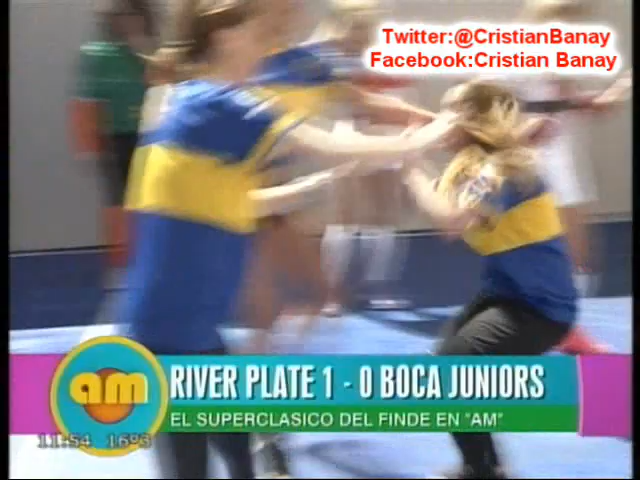 Twitter:@CristianBanay
Facebook:Cristian Banay
RIVER PLATE 1 - 0 BOCA JUNIORS
EL SUPERCLASICO DEL FINDE EN "AM"
am
11:54 16º3